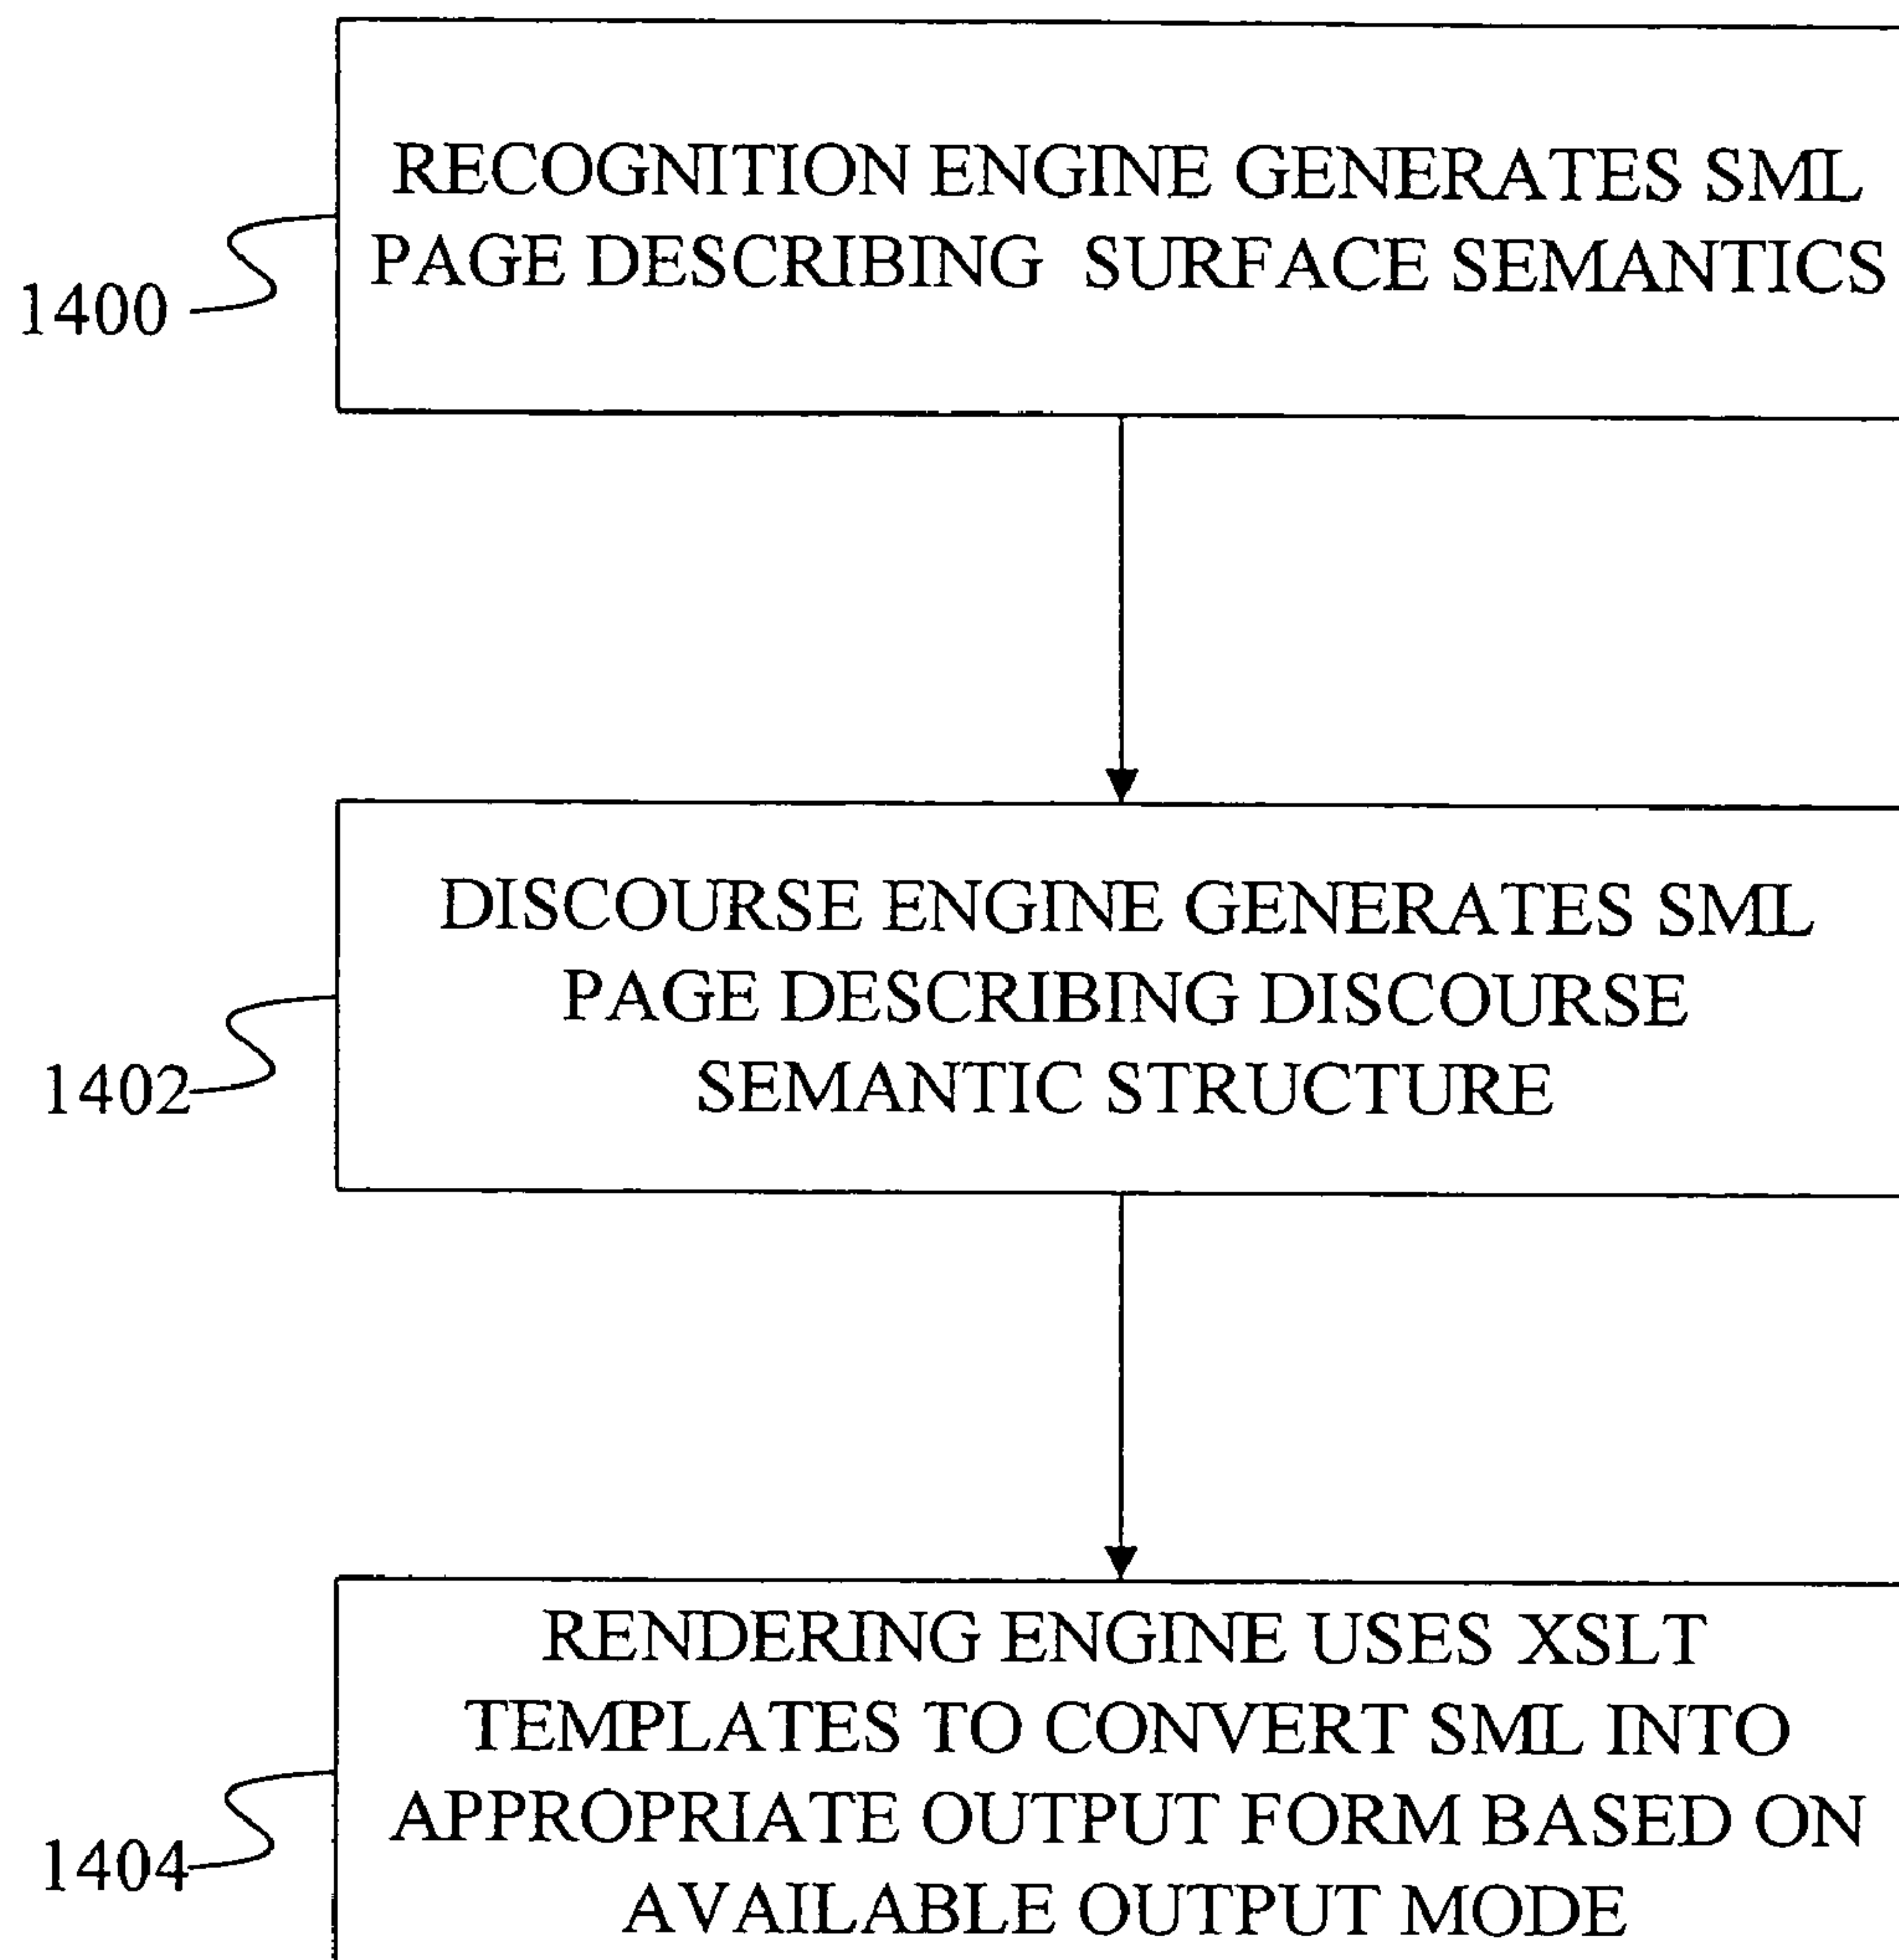 RECOGNITION ENGINE GENERATES SML
PAGE DESCRIBING SURFACE SEMANTICS
1400
DISCOURSE ENGINE GENERATES SML
PAGE DESCRIBING DISCOURSE
SEMANTIC STRUCTURE
1402
RENDERING ENGINE USES XSLT
TEMPLATES TO CONVERT SML INTO
APPROPRIATE OUTPUT FORM BASED ON
AVAILABLE OUTPUT MODE
1404